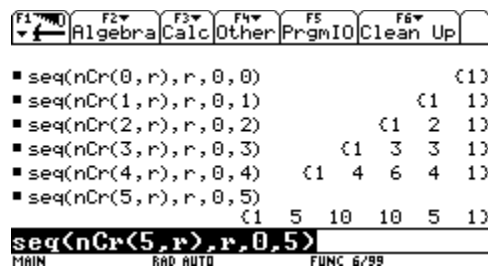 F1 F2 F3 F4 F5 F6
Algebra Calc Other PrgmIO Clean Up
■ seq(nCr(0,r),r,0,0) {1}
■ seq(nCr(1,r),r,0,1) {1 1}
■ seq(nCr(2,r),r,0,2) {1 2 1}
■ seq(nCr(3,r),r,0,3) {1 3 3 1}
■ seq(nCr(4,r),r,0,4) {1 4 6 4 1}
■ seq(nCr(5,r),r,0,5)
{1 5 10 10 5 1}
seq(nCr(5,r),r,0,5)
MAIN RAD AUTO FUNC 6/99